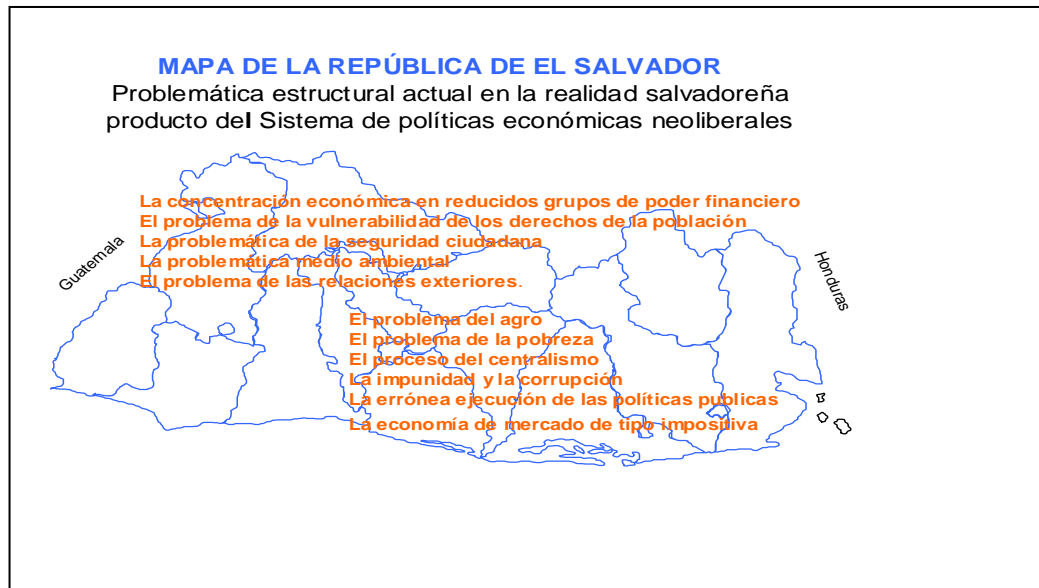 MAPA DE LA REPÚBLICA DE EL SALVADOR
Problemática estructural actual en la realidad salvadoreña
producto del Sistema de políticas económicas neoliberales
La concentración económica en reducidos grupos de poder financiero
El problema de la vulnerabilidad de los derechos de la población
La problemática de la seguridad ciudadana
La problemática medio ambiental
El problema de las relaciones exteriores.
Guatemala
Honduras
El problema del agro
El problema de la pobreza
El proceso del centralismo
La impunidad y la corrupción
La errónea ejecución de las políticas publicas
La economía de mercado de tipo impositiva